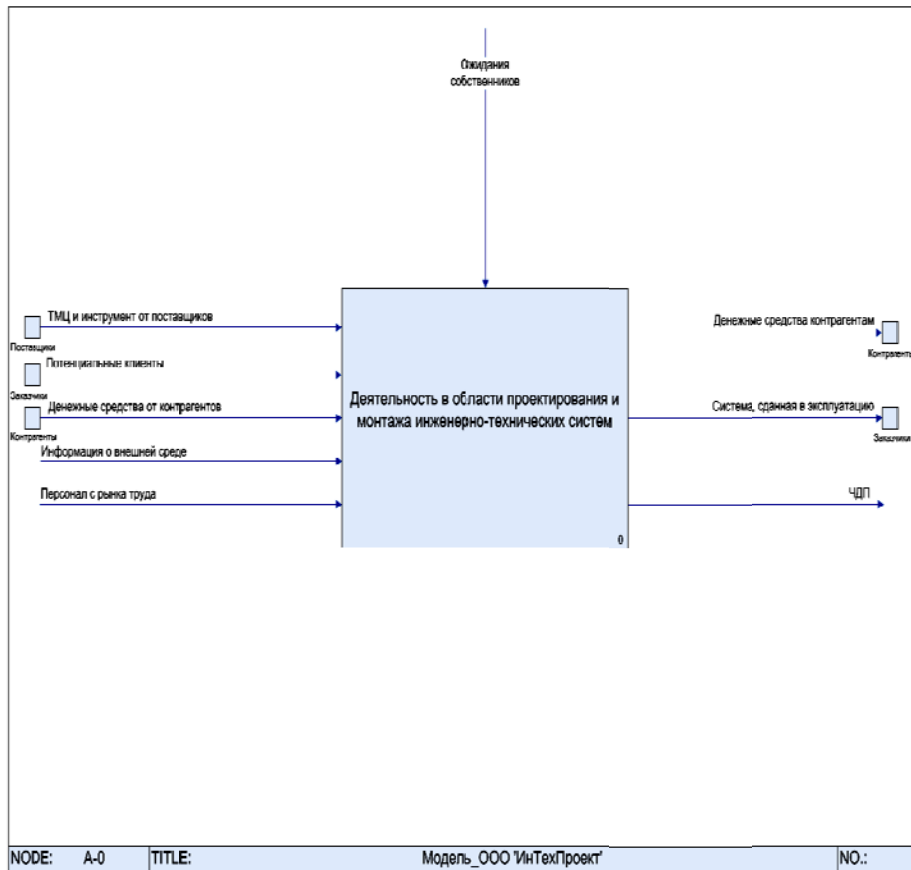 Ожидания
собственников
ТМЦ и инструмент от поставщиков
Поставщики
Потенциальные клиенты
Заказчики
Денежные средства от контрагентов
Контрагенты
Информация о внешней среде
Персонал с рынка труда
Деятельность в области проектирования и
монтажа инженерно-технических систем
0
Денежные средства контрагентам
Контрагенты
Система, сданная в эксплуатацию
Заказчики
ЧДП
NODE: A-0 TITLE: Модель_ООО 'ИнТехПроект' NO.: